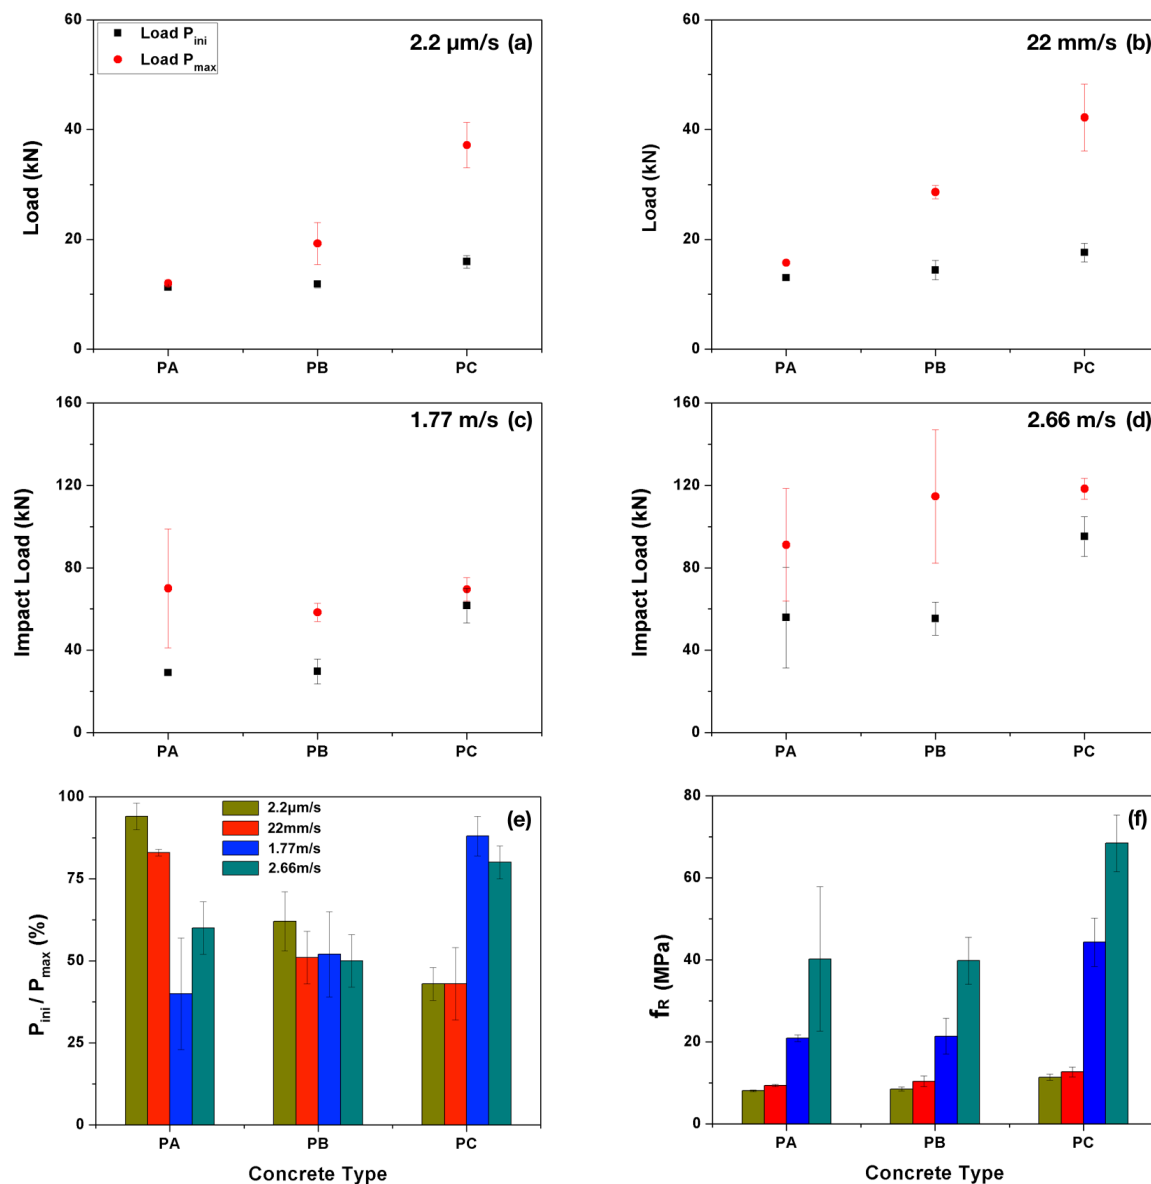 60
40
20
0
Load (kN)
Load P_ini
Load P_max
2.2 µm/s (a)
PA PB PC
60
40
20
0
Load (kN)
22 mm/s (b)
PA PB PC
160
120
80
40
0
Impact Load (kN)
1.77 m/s (c)
PA PB PC
160
120
80
40
0
Impact Load (kN)
2.66 m/s (d)
PA PB PC
100
75
50
25
0
P_ini / P_max (%)
2.2µm/s
22mm/s
1.77m/s
2.66m/s
(e)
PA PB PC
Concrete Type
80
60
40
20
0
f_R (MPa)
(f)
PA PB PC
Concrete Type